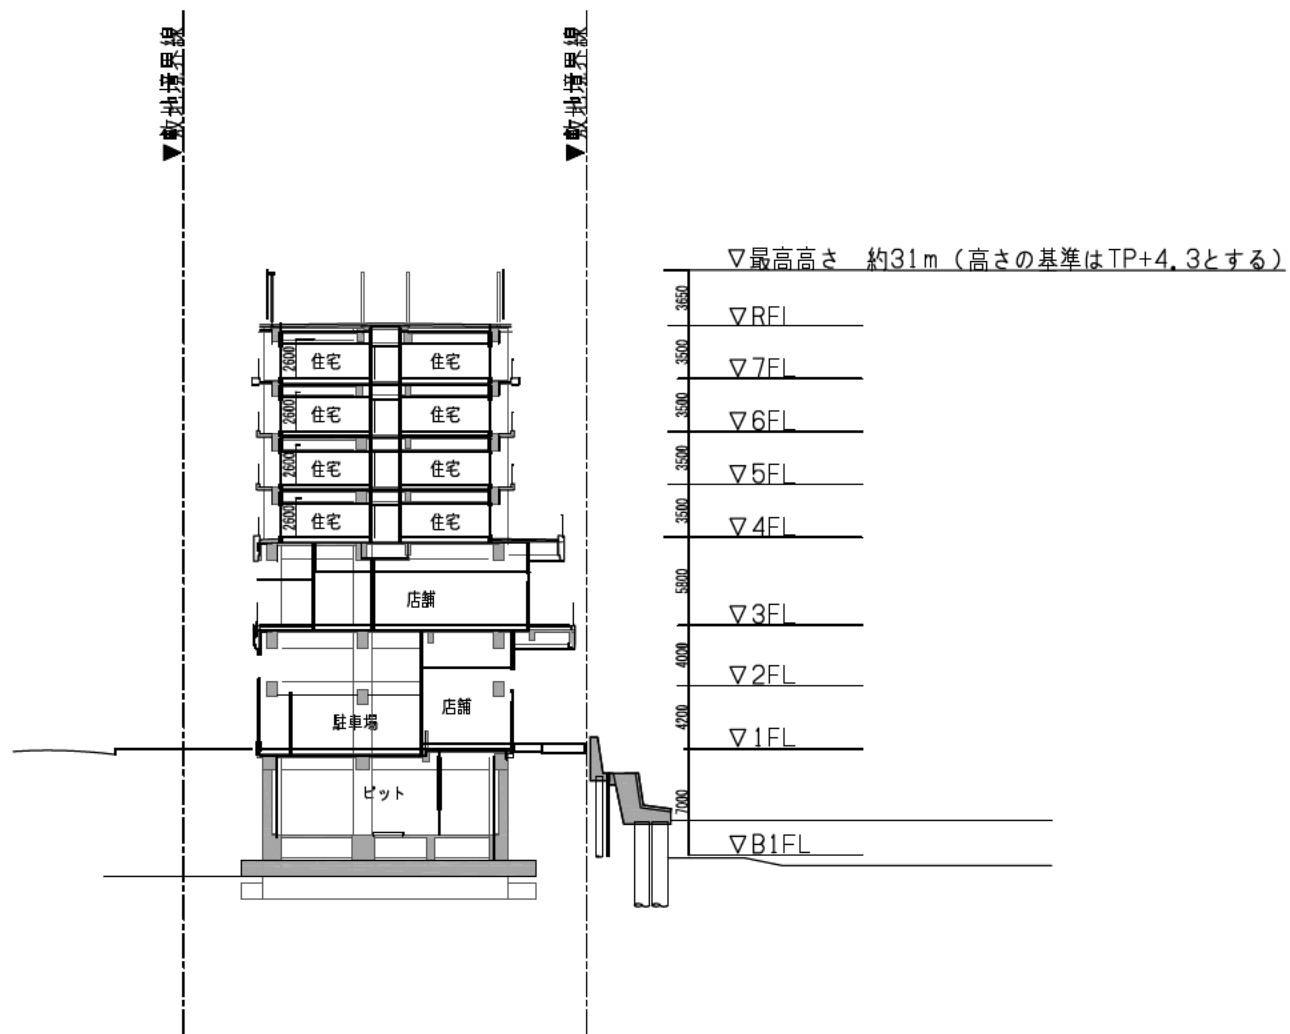 ▼敷地境界線
▼敷地境界線
▽最高高さ 約31m（高さの基準はTP+4.3とする）
3650
▽RFL
3500
▽7FL
3500
▽6FL
3500
▽5FL
3500
▽4FL
5800
▽3FL
4000
▽2FL
4200
▽1FL
7000
▽B1FL
2600 住宅 住宅
2600 住宅 住宅
2600 住宅 住宅
2600 住宅 住宅
店舗
店舗
駐車場
ピット